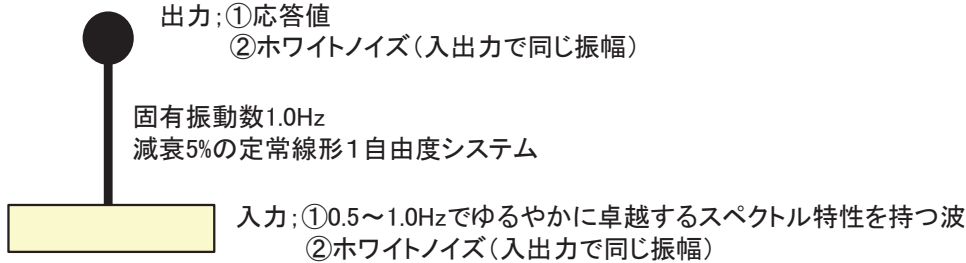 出力;①応答値
②ホワイトノイズ(入出力で同じ振幅)
固有振動数1.0Hz
減衰5%の定常線形1自由度システム
入力;①0.5~1.0Hzでゆるやかに卓越するスペクトル特性を持つ波
②ホワイトノイズ(入出力で同じ振幅)